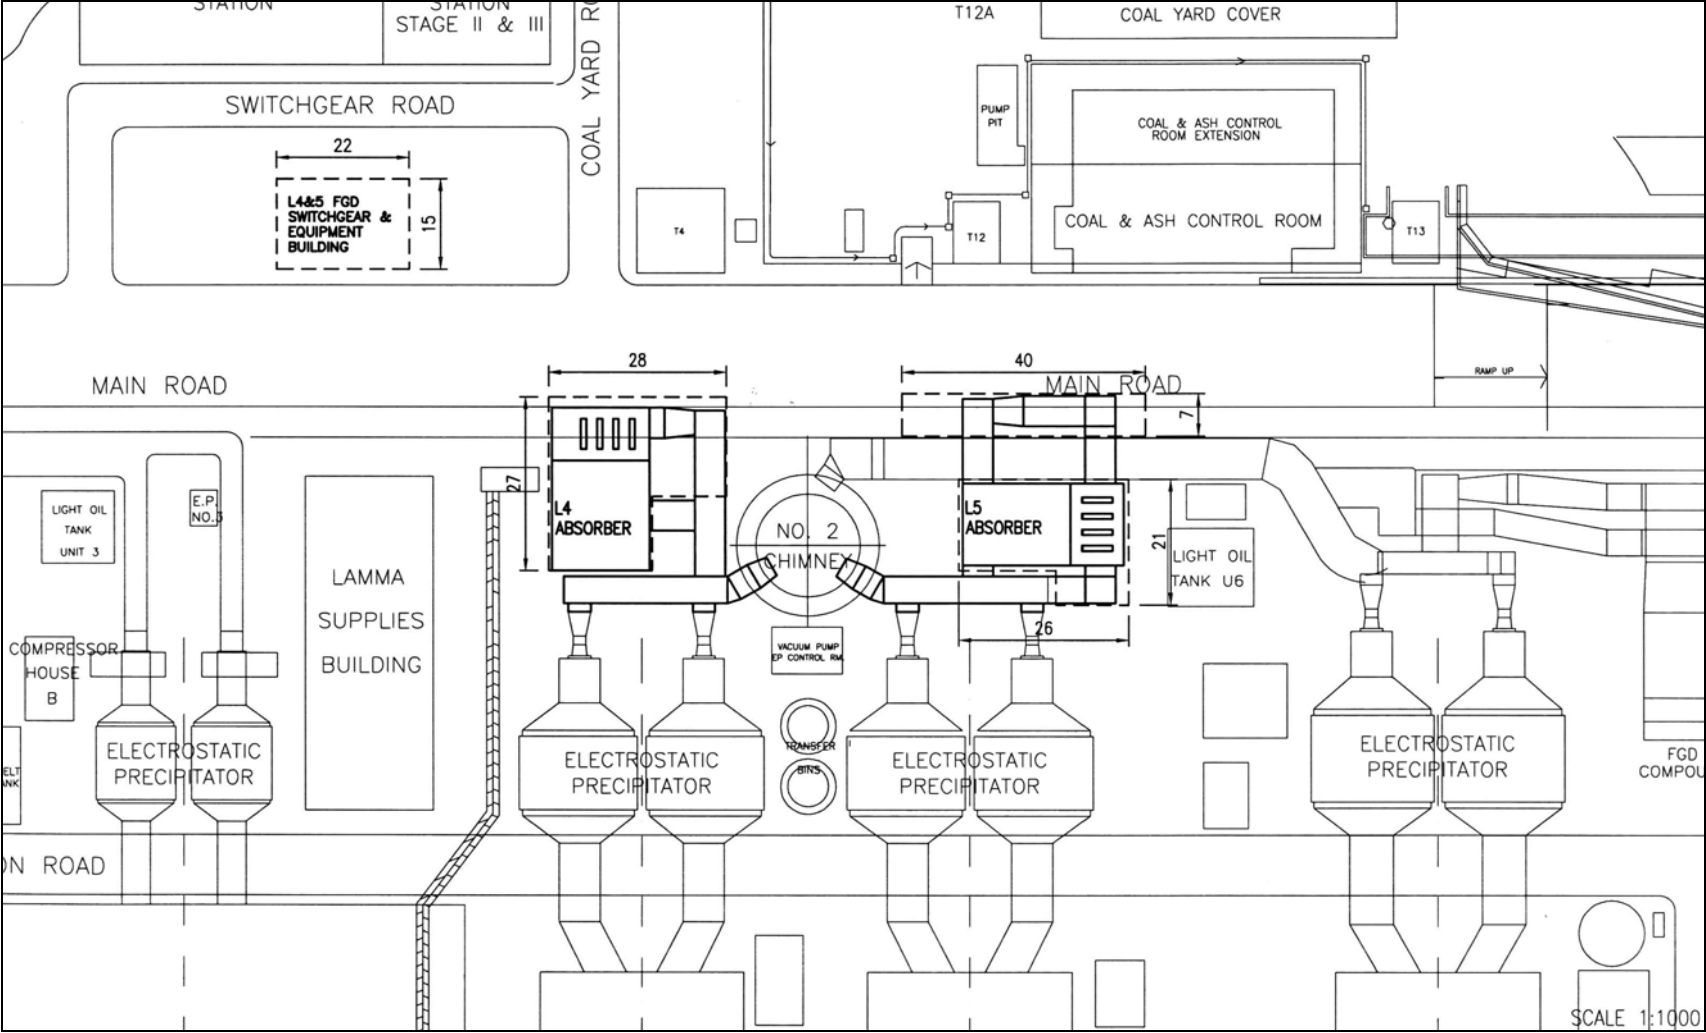 STATION
STATION
STAGE II & III
COAL YARD
T12A
COAL YARD COVER
SWITCHGEAR ROAD
PUMP
PIT
COAL & ASH CONTROL
ROOM EXTENSION
22
L4&5 FGD
SWITCHGEAR &
EQUIPMENT
BUILDING
15
T4
T12
COAL & ASH CONTROL ROOM
T13
28
40
RAMP UP
MAIN ROAD
MAIN ROAD
7
27
LIGHT OIL
TANK
UNIT 3
E.P.
NO.3
L4
ABSORBER
NO. 2
CHIMNEY
L5
ABSORBER
21
LIGHT OIL
TANK U6
LAMMA
SUPPLIES
BUILDING
26
COMPRESSOR
HOUSE
B
VACUUM PUMP
EP CONTROL RM.
ELECTROSTATIC
PRECIPITATOR
ELECTROSTATIC
PRECIPITATOR
TRANSFER
BINS
ELECTROSTATIC
PRECIPITATOR
ELECTROSTATIC
PRECIPITATOR
FGD
COMPOU
ON ROAD
SCALE 1:1000